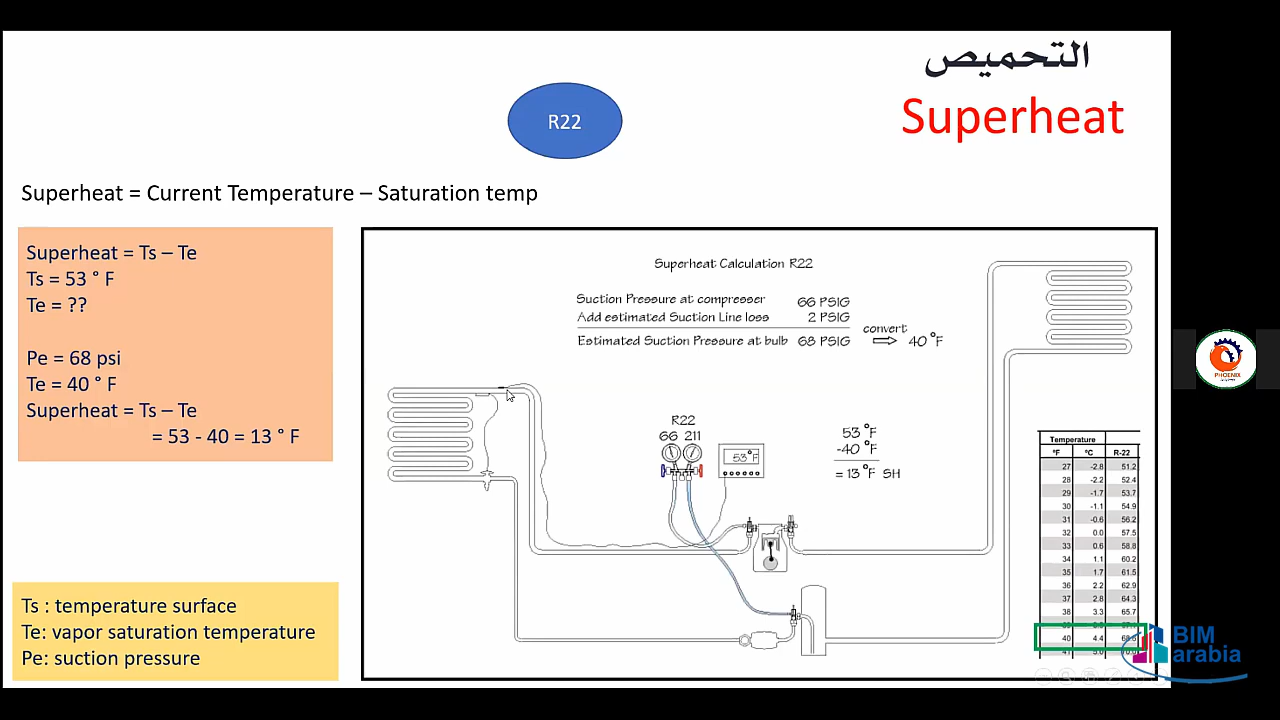 التحميص
Superheat
R22
Superheat = Current Temperature – Saturation temp
Superheat = Ts – Te
Ts = 53 ° F
Te = ??
Pe = 68 psi
Te = 40 ° F
Superheat = Ts – Te
= 53 - 40 = 13 ° F
Ts : temperature surface
Te: vapor saturation temperature
Pe: suction pressure
Superheat Calculation R22
Suction Pressure at compresser 66 PSIG
Add estimated Suction Line loss 2 PSIG
Estimated Suction Pressure at bulb 68 PSIG
convert
40 °F
R22
66 211
53°F
53 °F
-40 °F
= 13 °F SH
Temperature
°F °C R-22
27 -2.8 51.2
28 -2.2 52.4
29 -1.7 53.7
30 -1.1 54.9
31 -0.6 56.2
32 0.0 57.5
33 0.6 58.8
34 1.1 60.2
35 1.7 61.5
36 2.2 62.9
37 2.8 64.3
38 3.3 65.7
40 4.4
BIM
arabia
PHOENIX